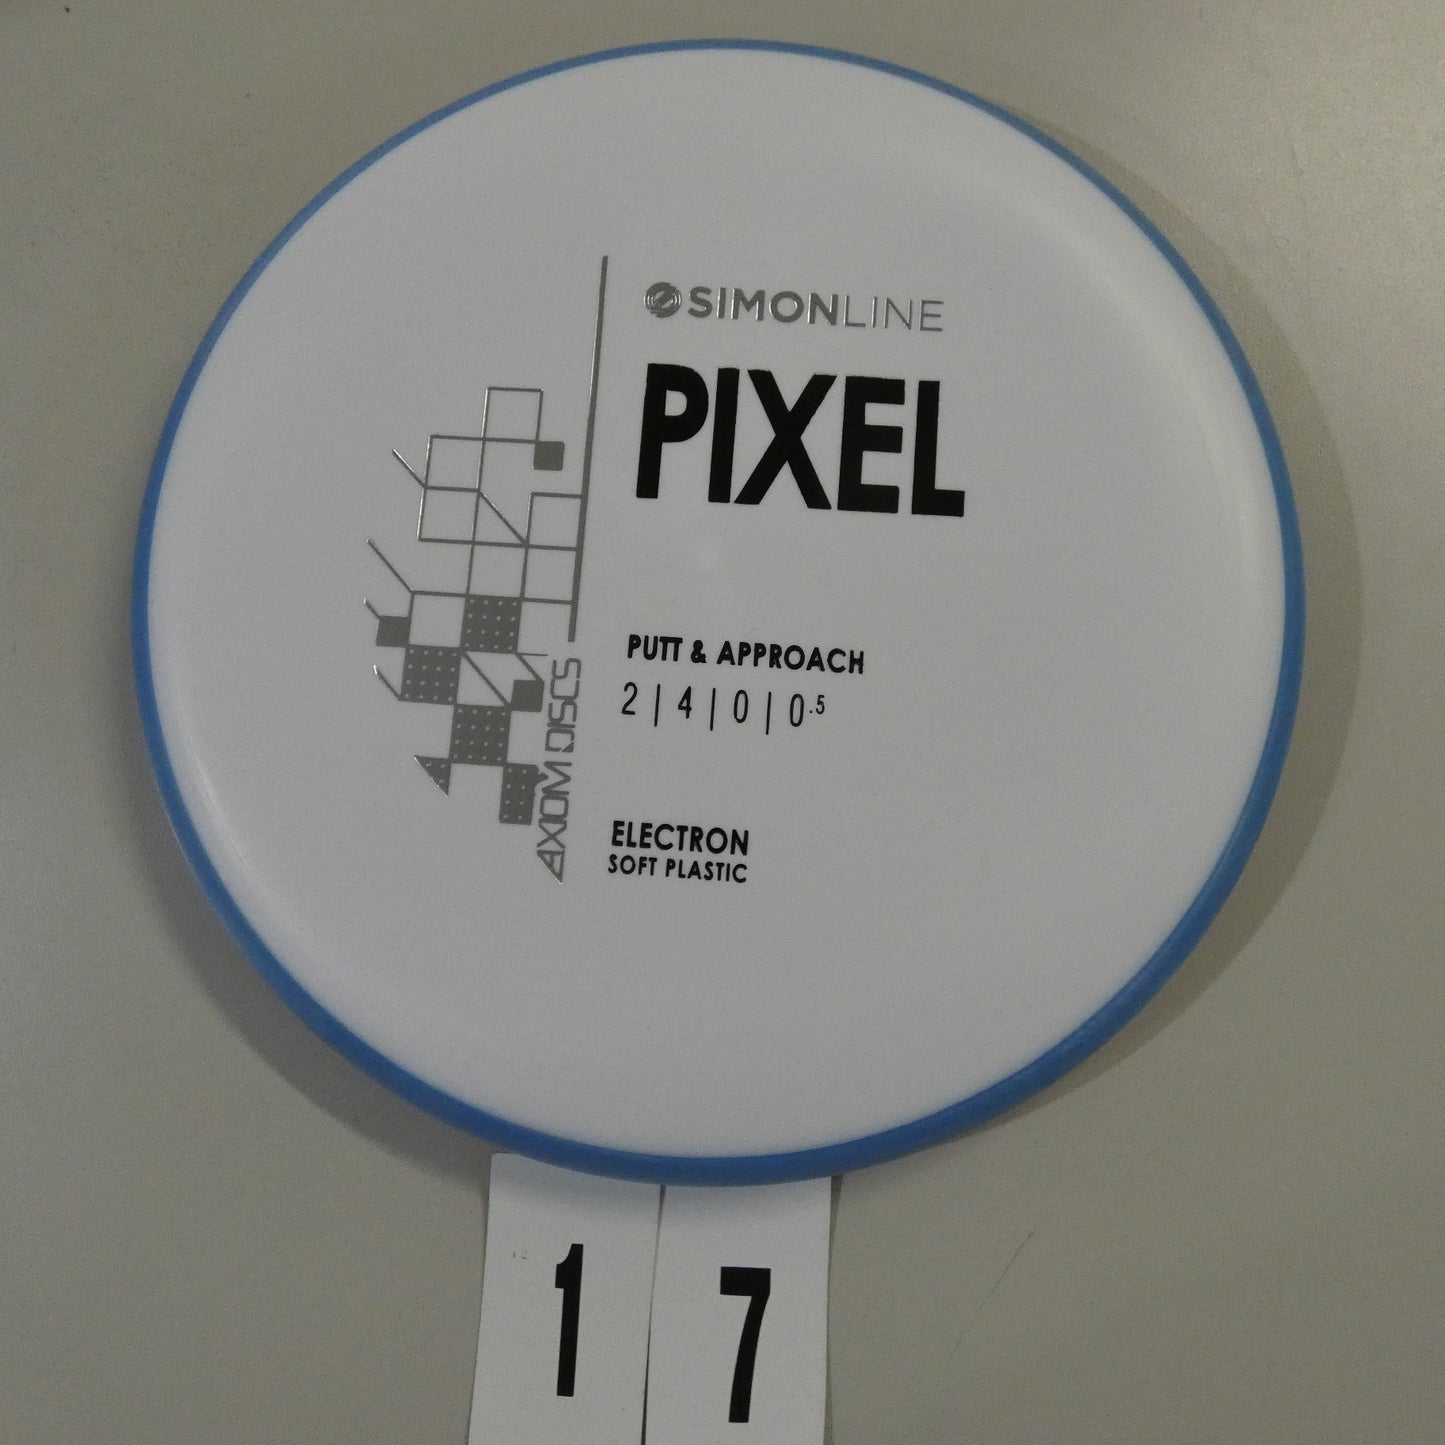 SIMONLINE
PIXEL
PUTT & APPROACH
2 | 4 | 0 | 0.5
AXIOM DISCS
ELECTRON
SOFT PLASTIC
1 7